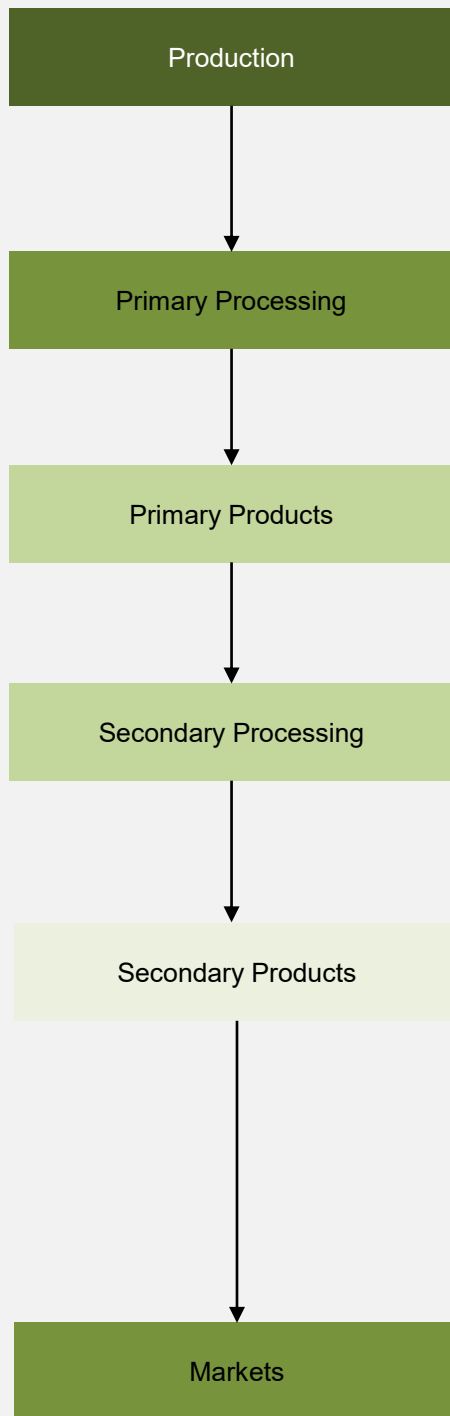 Production
Primary Processing
Primary Products
Secondary Processing
Secondary Products
Markets